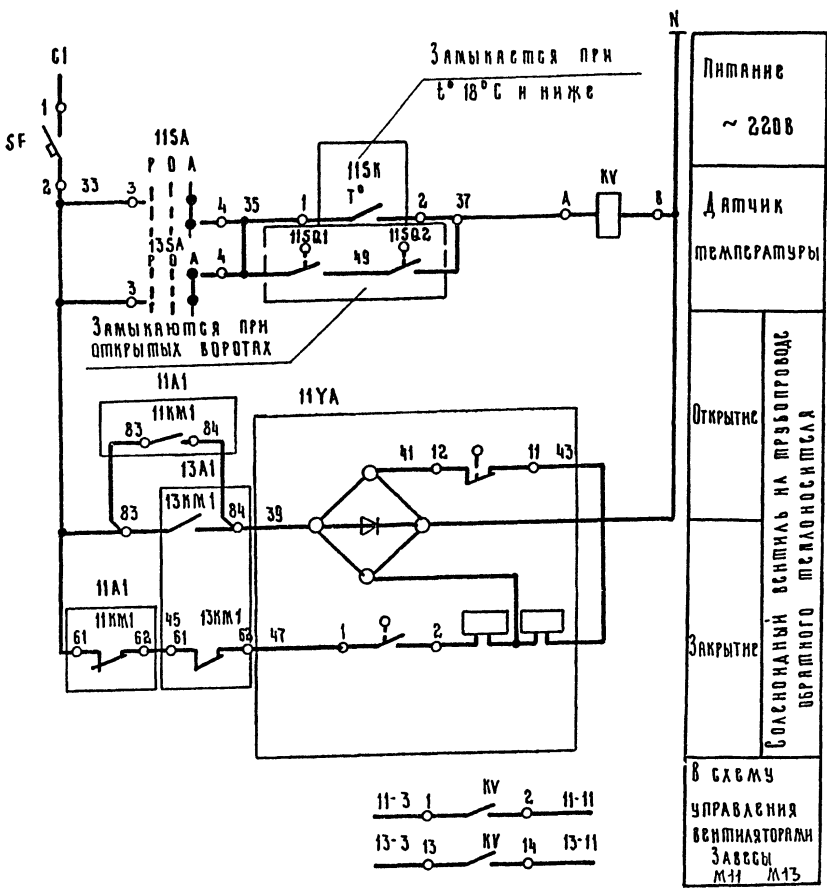 N
C1
Замыкается при
t° 18°С и ниже
1
SF
11SA
Р О А
2 33 3
4 35 1
11SK
T°
2 37
A KV B
13SA
Р О А
4
11SQ1 49 11SQ2
3
Замыкаются при
открытых воротах
11A1
11KM1
83 84
13A1
13KM1
83 84 39
11YA
41 12 11 43
11A1
11KM1
61 62
45
61 13KM1 62 47
1 2
11-3 1 KV 2 11-11
13-3 13 KV 14 13-11
Питание
~ 220В
Датчик
температуры
Открытие
Закрытие
Соленоидный вентиль на трубопроводе
обратного теплоносителя
В схему
управления
вентиляторами
Завесы
М11 М13